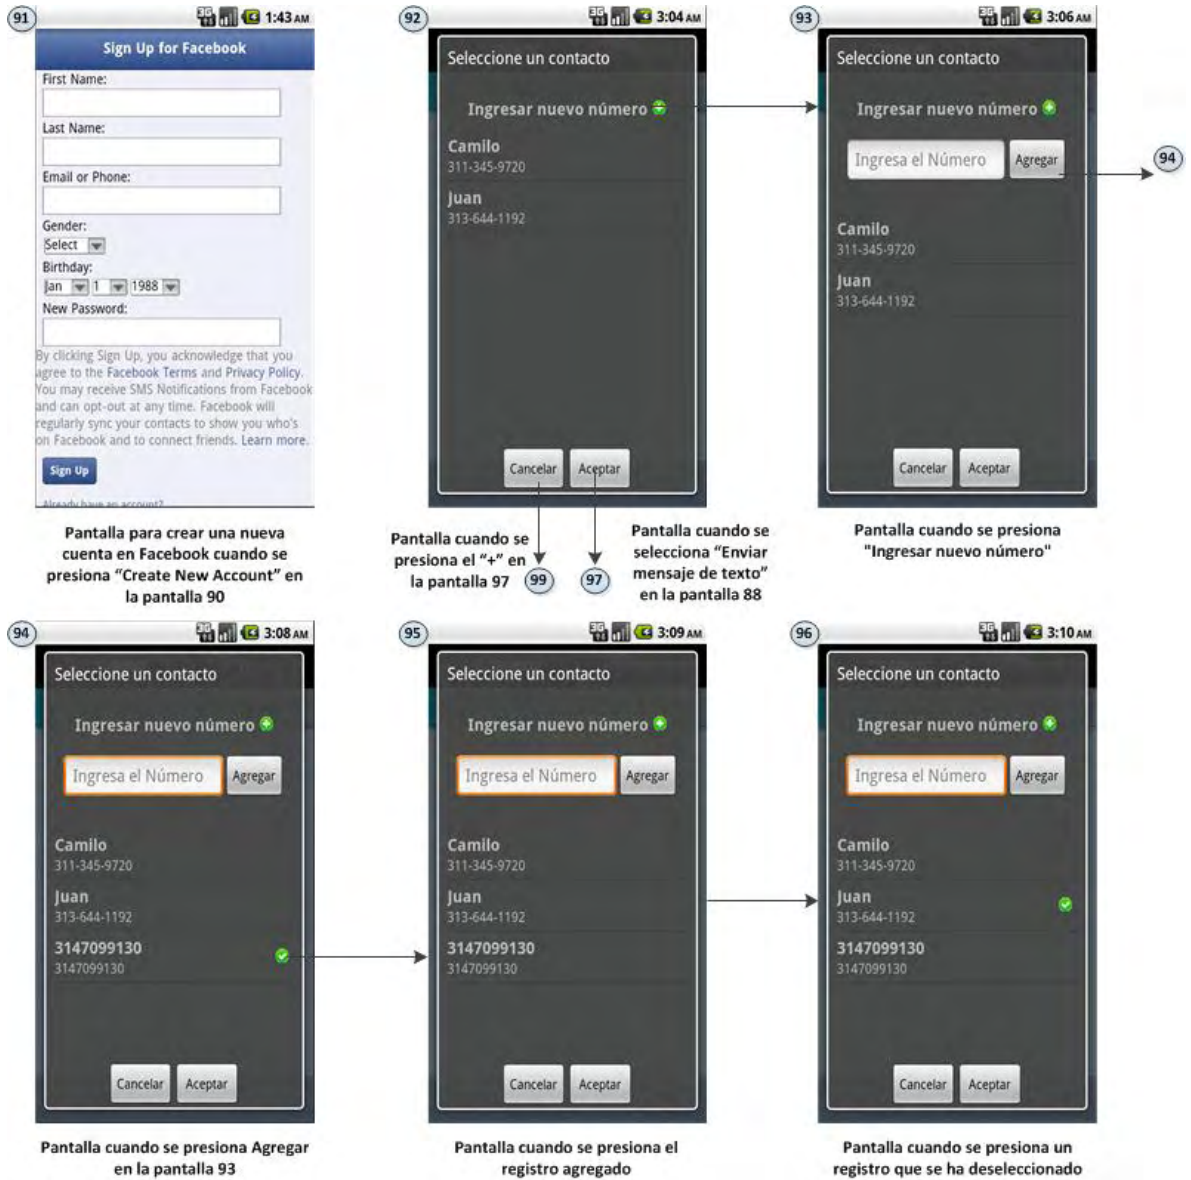 91
3G
1:43 AM
Sign Up for Facebook
First Name:
Last Name:
Email or Phone:
Gender:
Select
Birthday:
Jan 1 1988
New Password:
By clicking Sign Up, you acknowledge that you
agree to the Facebook Terms and Privacy Policy.
You may receive SMS Notifications from Facebook
and can opt-out at any time. Facebook will
regularly sync your contacts to show you who's
on Facebook and to connect friends. Learn more.
Sign Up
Already have an account?
Pantalla para crear una nueva
cuenta en Facebook cuando se
presiona “Create New Account” en
la pantalla 90
92
3G
3:04 AM
Seleccione un contacto
Ingresar nuevo número
Camilo
311-345-9720
Juan
313-644-1192
Cancelar Aceptar
Pantalla cuando se
presiona el “+” en
la pantalla 97
99
97
Pantalla cuando se
selecciona “Enviar
mensaje de texto”
en la pantalla 88
93
3G
3:06 AM
Seleccione un contacto
Ingresar nuevo número
Ingresa el Número Agregar
94
Camilo
311-345-9720
Juan
313-644-1192
Cancelar Aceptar
Pantalla cuando se presiona
"Ingresar nuevo número"
94
3G
3:08 AM
Seleccione un contacto
Ingresar nuevo número
Ingresa el Número Agregar
Camilo
311-345-9720
Juan
313-644-1192
3147099130
3147099130
Cancelar Aceptar
Pantalla cuando se presiona Agregar
en la pantalla 93
95
3G
3:09 AM
Seleccione un contacto
Ingresar nuevo número
Ingresa el Número Agregar
Camilo
311-345-9720
Juan
313-644-1192
3147099130
3147099130
Cancelar Aceptar
Pantalla cuando se presiona el
registro agregado
96
3G
3:10 AM
Seleccione un contacto
Ingresar nuevo número
Ingresa el Número Agregar
Camilo
311-345-9720
Juan
313-644-1192
3147099130
3147099130
Cancelar Aceptar
Pantalla cuando se presiona un
registro que se ha deseleccionado